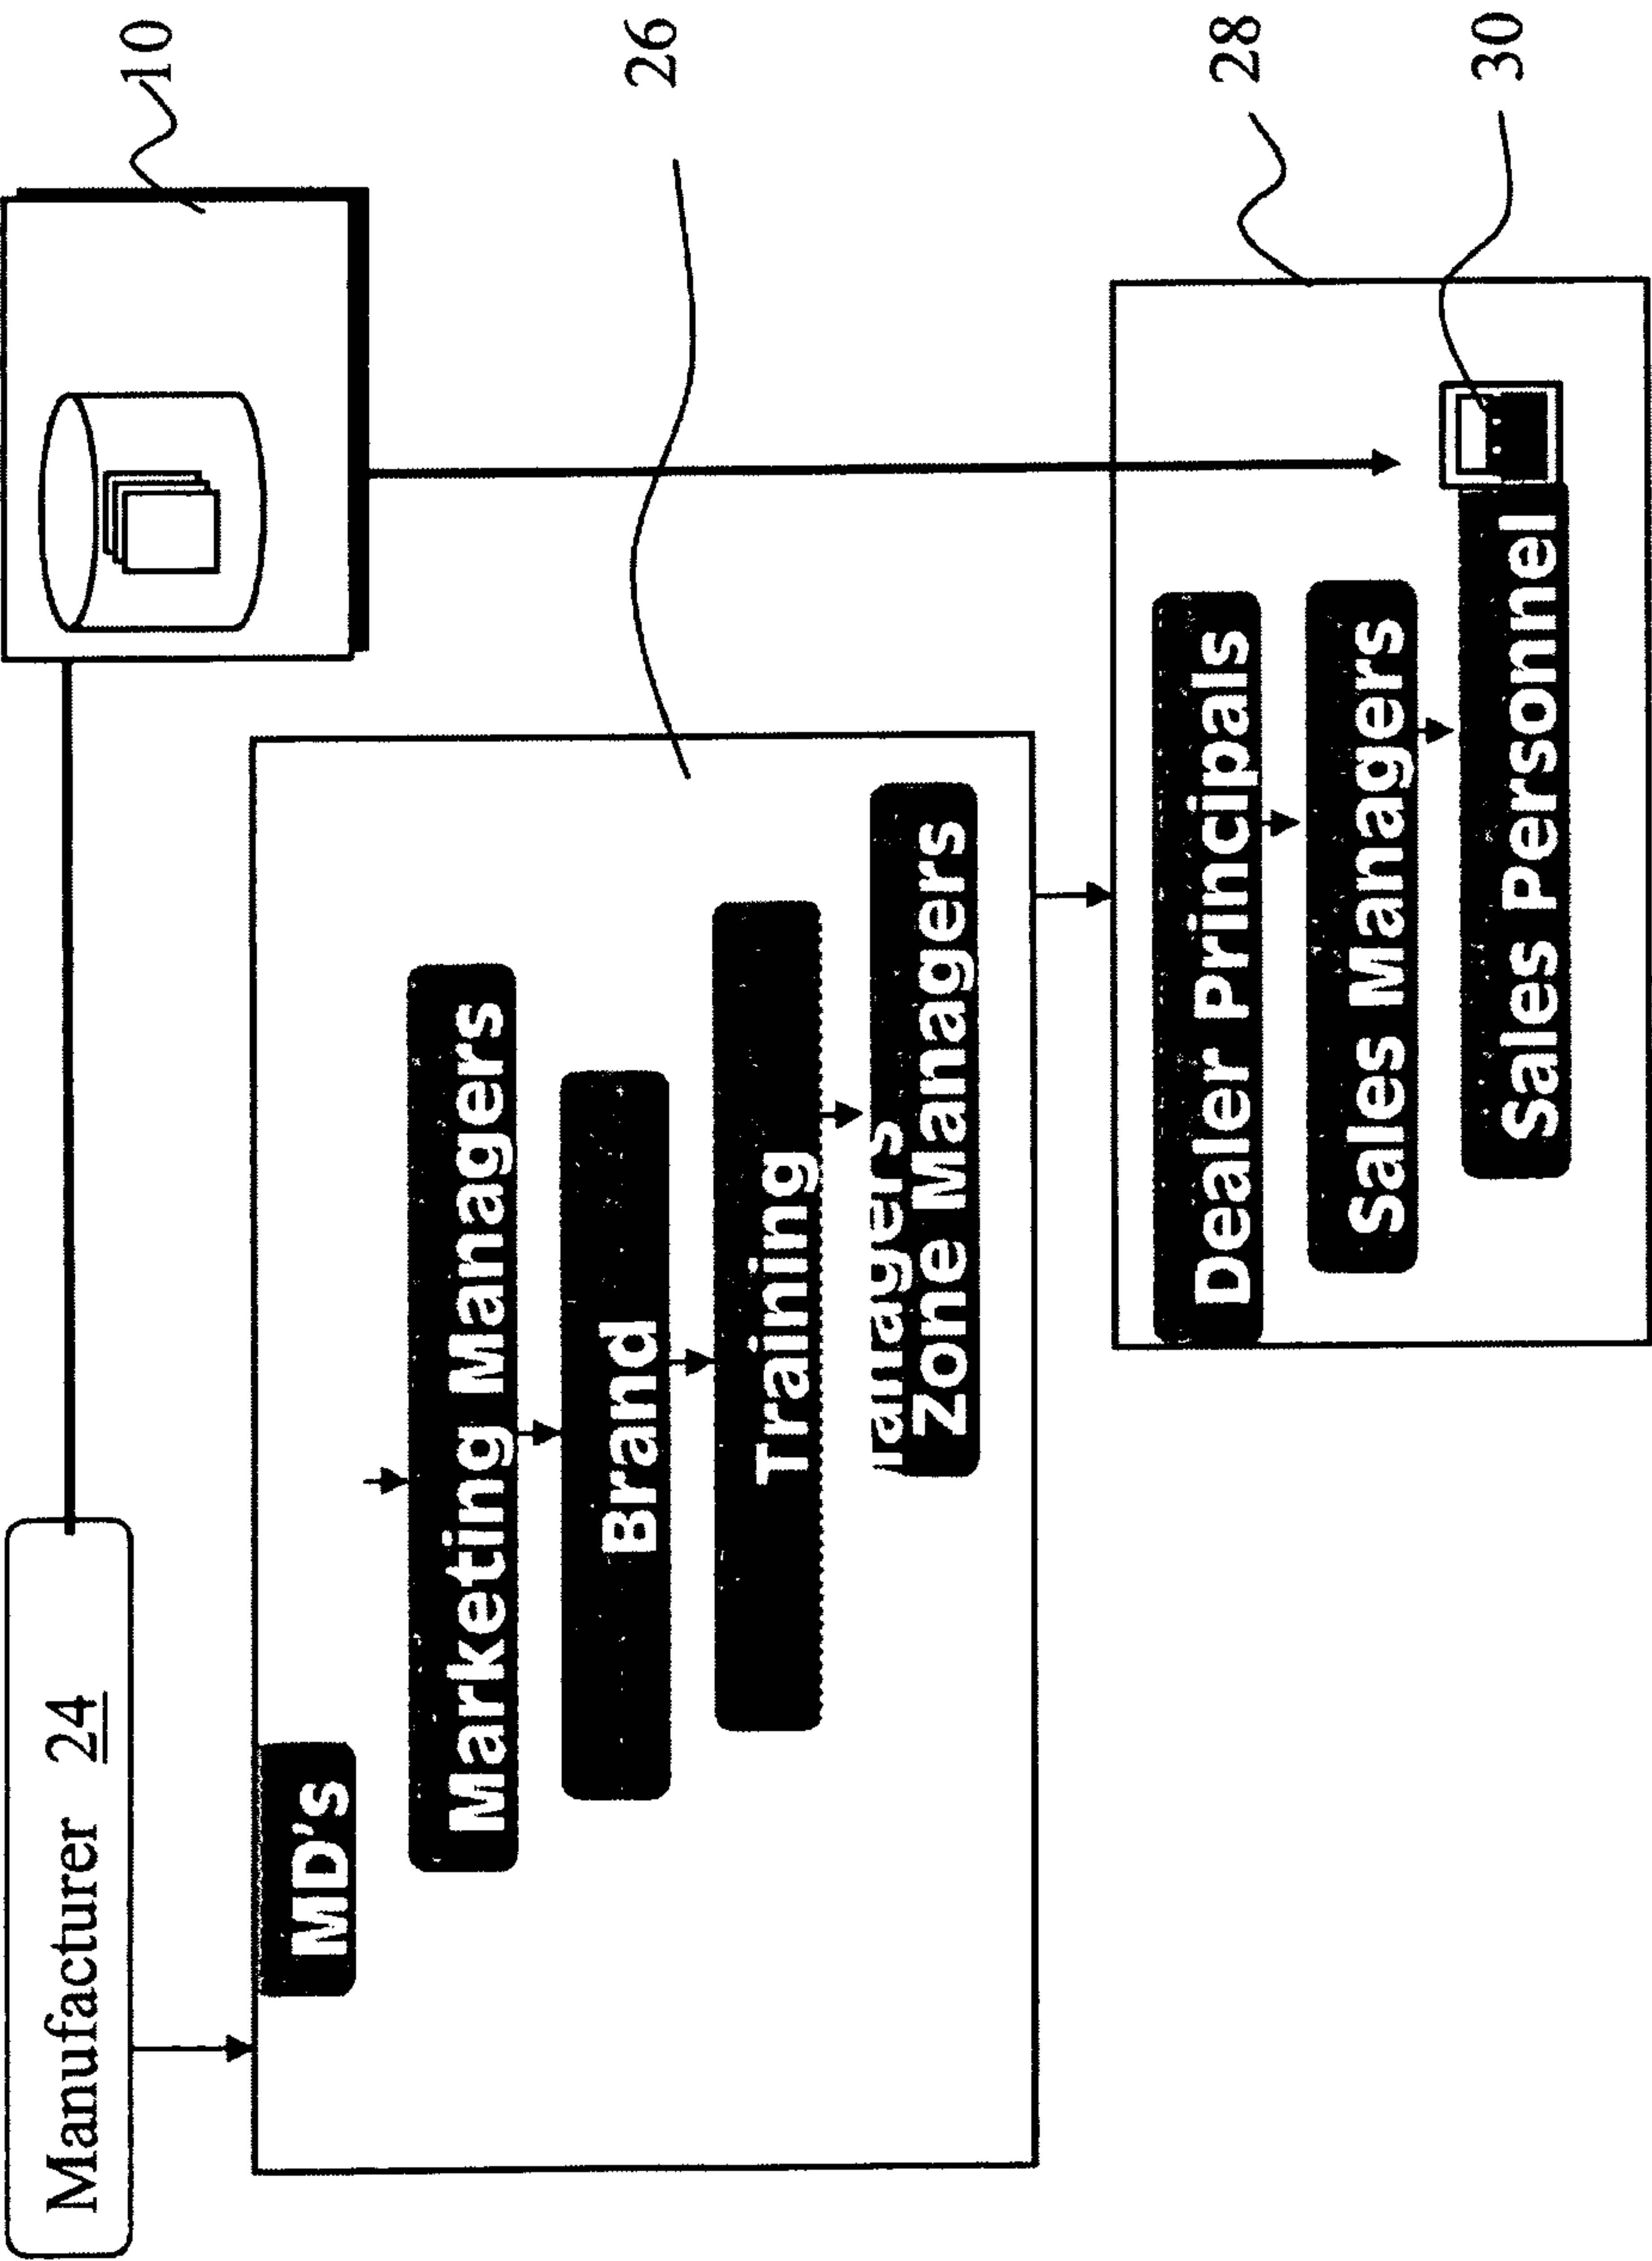 Manufacturer 24
10
MD's
26
Marketing Managers
Brand
Training
Zone Managers
28
Dealer Principals
Sales Managers
30
Sales Personnel